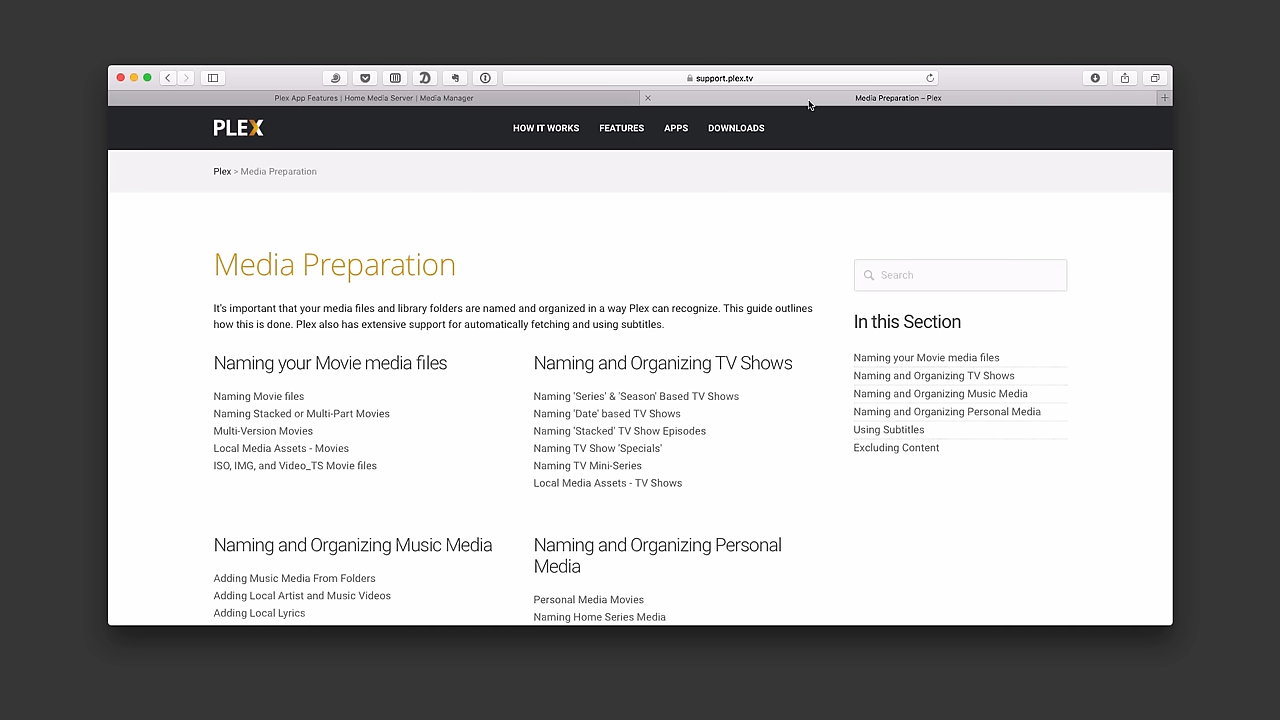 support.plex.tv
Plex App Features | Home Media Server | Media Manager
Media Preparation – Plex
PLEX
HOW IT WORKS
FEATURES
APPS
DOWNLOADS
Plex > Media Preparation
Media Preparation
It's important that your media files and library folders are named and organized in a way Plex can recognize. This guide outlines
how this is done. Plex also has extensive support for automatically fetching and using subtitles.
Naming your Movie media files
Naming Movie files
Naming Stacked or Multi-Part Movies
Multi-Version Movies
Local Media Assets - Movies
ISO, IMG, and Video_TS Movie files
Naming and Organizing TV Shows
Naming 'Series' & 'Season' Based TV Shows
Naming 'Date' based TV Shows
Naming 'Stacked' TV Show Episodes
Naming TV Show 'Specials'
Naming TV Mini-Series
Local Media Assets - TV Shows
Naming and Organizing Music Media
Adding Music Media From Folders
Adding Local Artist and Music Videos
Adding Local Lyrics
Naming and Organizing Personal
Media
Personal Media Movies
Naming Home Series Media
Search
In this Section
Naming your Movie media files
Naming and Organizing TV Shows
Naming and Organizing Music Media
Naming and Organizing Personal Media
Using Subtitles
Excluding Content